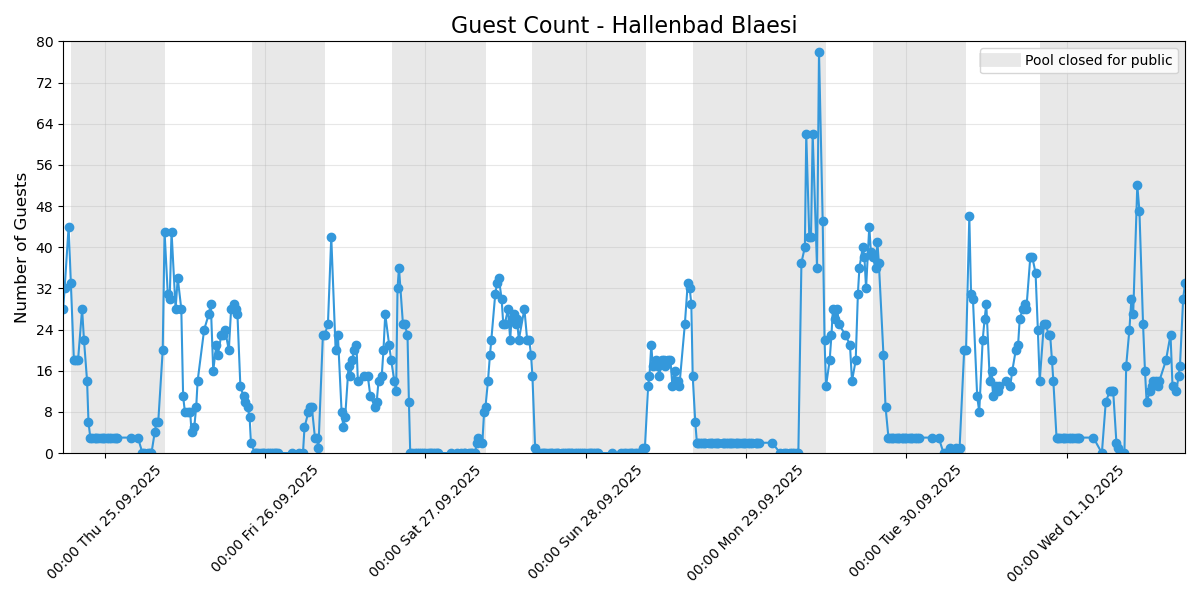 Guest Count - Hallenbad Blaesi
Pool closed for public
Number of Guests
80
72
64
56
48
40
32
24
16
8
0
00:00 Thu 25.09.2025
00:00 Fri 26.09.2025
00:00 Sat 27.09.2025
00:00 Sun 28.09.2025
00:00 Mon 29.09.2025
00:00 Tue 30.09.2025
00:00 Wed 01.10.2025